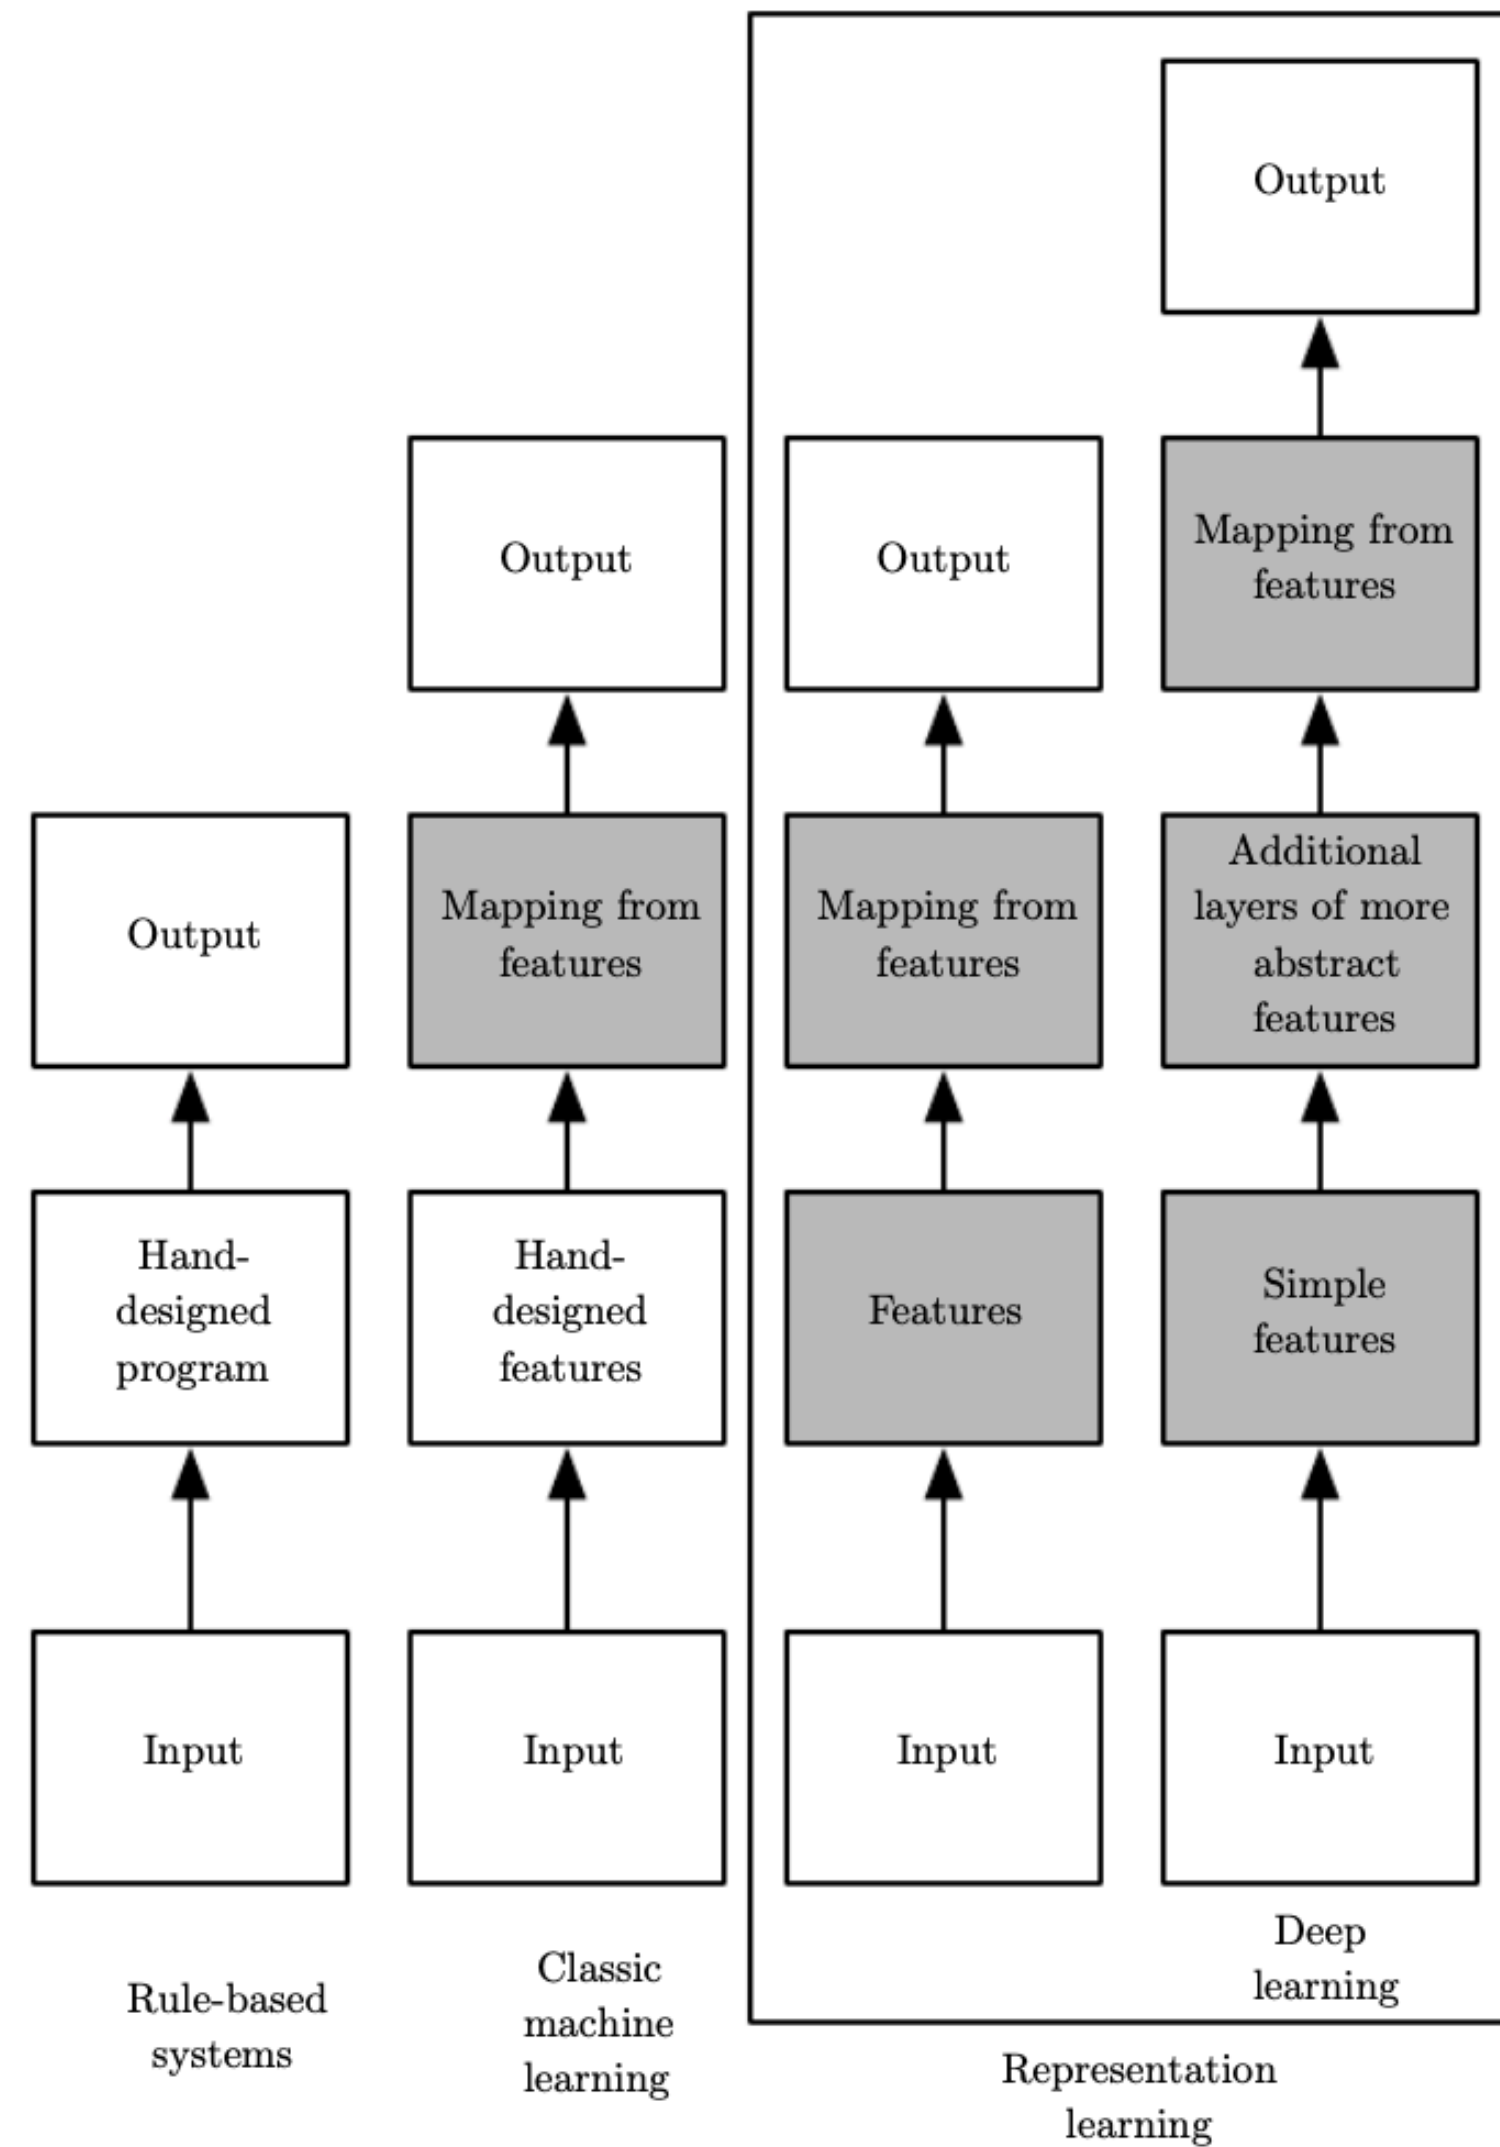 Output
Output
Output
Mapping from
features
Output
Mapping from
features
Mapping from
features
Additional
layers of more
abstract
features
Hand-
designed
program
Hand-
designed
features
Features
Simple
features
Input
Input
Input
Input
Rule-based
systems
Classic
machine
learning
Deep
learning
Representation
learning